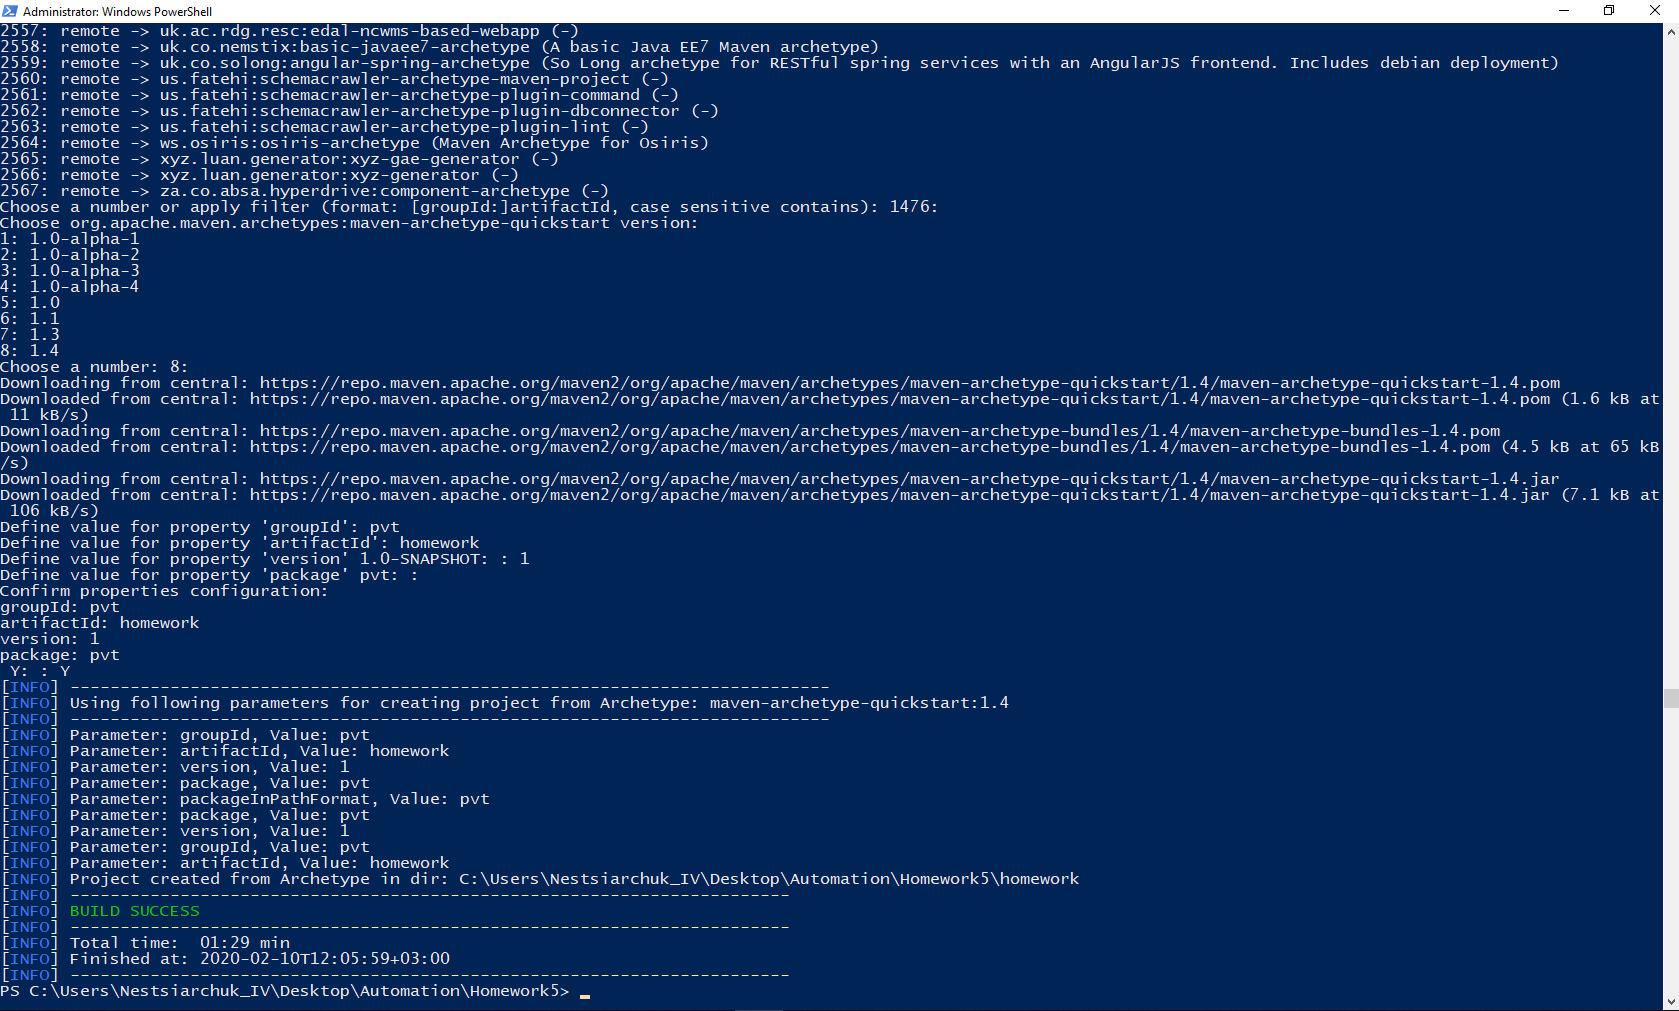 Administrator: Windows PowerShell
2557: remote -> uk.ac.rdg.resc:edal-ncwms-based-webapp (-)
2558: remote -> uk.co.nemstix:basic-javaee7-archetype (A basic Java EE7 Maven archetype)
2559: remote -> uk.co.solong:angular-spring-archetype (So Long archetype for RESTful spring services with an AngularJS frontend. Includes debian deployment)
2560: remote -> us.fatehi:schemacrawler-archetype-maven-project (-)
2561: remote -> us.fatehi:schemacrawler-archetype-plugin-command (-)
2562: remote -> us.fatehi:schemacrawler-archetype-plugin-dbconnector (-)
2563: remote -> us.fatehi:schemacrawler-archetype-plugin-lint (-)
2564: remote -> ws.osiris:osiris-archetype (Maven Archetype for Osiris)
2565: remote -> xyz.luan.generator:xyz-gae-generator (-)
2566: remote -> xyz.luan.generator:xyz-generator (-)
2567: remote -> za.co.absa.hyperdrive:component-archetype (-)
Choose a number or apply filter (format: [groupId:]artifactId, case sensitive contains): 1476:
Choose org.apache.maven.archetypes:maven-archetype-quickstart version:
1: 1.0-alpha-1
2: 1.0-alpha-2
3: 1.0-alpha-3
4: 1.0-alpha-4
5: 1.0
6: 1.1
7: 1.3
8: 1.4
Choose a number: 8:
Downloading from central: https://repo.maven.apache.org/maven2/org/apache/maven/archetypes/maven-archetype-quickstart/1.4/maven-archetype-quickstart-1.4.pom
Downloaded from central: https://repo.maven.apache.org/maven2/org/apache/maven/archetypes/maven-archetype-quickstart/1.4/maven-archetype-quickstart-1.4.pom (1.6 kB at
 11 kB/s)
Downloading from central: https://repo.maven.apache.org/maven2/org/apache/maven/archetypes/maven-archetype-bundles/1.4/maven-archetype-bundles-1.4.pom
Downloaded from central: https://repo.maven.apache.org/maven2/org/apache/maven/archetypes/maven-archetype-bundles/1.4/maven-archetype-bundles-1.4.pom (4.5 kB at 65 kB
/s)
Downloading from central: https://repo.maven.apache.org/maven2/org/apache/maven/archetypes/maven-archetype-quickstart/1.4/maven-archetype-quickstart-1.4.jar
Downloaded from central: https://repo.maven.apache.org/maven2/org/apache/maven/archetypes/maven-archetype-quickstart/1.4/maven-archetype-quickstart-1.4.jar (7.1 kB at
 106 kB/s)
Define value for property 'groupId': pvt
Define value for property 'artifactId': homework
Define value for property 'version' 1.0-SNAPSHOT: : 1
Define value for property 'package' pvt: :
Confirm properties configuration:
groupId: pvt
artifactId: homework
version: 1
package: pvt
 Y: : Y
[INFO] ----------------------------------------------------------------------------
[INFO] Using following parameters for creating project from Archetype: maven-archetype-quickstart:1.4
[INFO] ----------------------------------------------------------------------------
[INFO] Parameter: groupId, Value: pvt
[INFO] Parameter: artifactId, Value: homework
[INFO] Parameter: version, Value: 1
[INFO] Parameter: package, Value: pvt
[INFO] Parameter: packageInPathFormat, Value: pvt
[INFO] Parameter: package, Value: pvt
[INFO] Parameter: version, Value: 1
[INFO] Parameter: groupId, Value: pvt
[INFO] Parameter: artifactId, Value: homework
[INFO] Project created from Archetype in dir: C:\Users\Nestsiarchuk_IV\Desktop\Automation\Homework5\homework
[INFO] ------------------------------------------------------------------------
[INFO] BUILD SUCCESS
[INFO] ------------------------------------------------------------------------
[INFO] Total time:  01:29 min
[INFO] Finished at: 2020-02-10T12:05:59+03:00
[INFO] ------------------------------------------------------------------------
PS C:\Users\Nestsiarchuk_IV\Desktop\Automation\Homework5> _